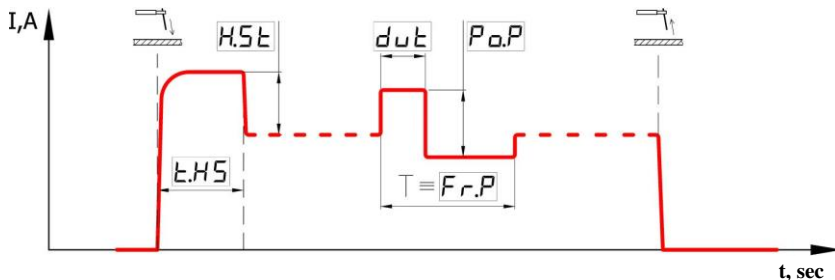 I,A
H.St
dut
Po.P
t.HS
T ≡ Fr.P
t, sec